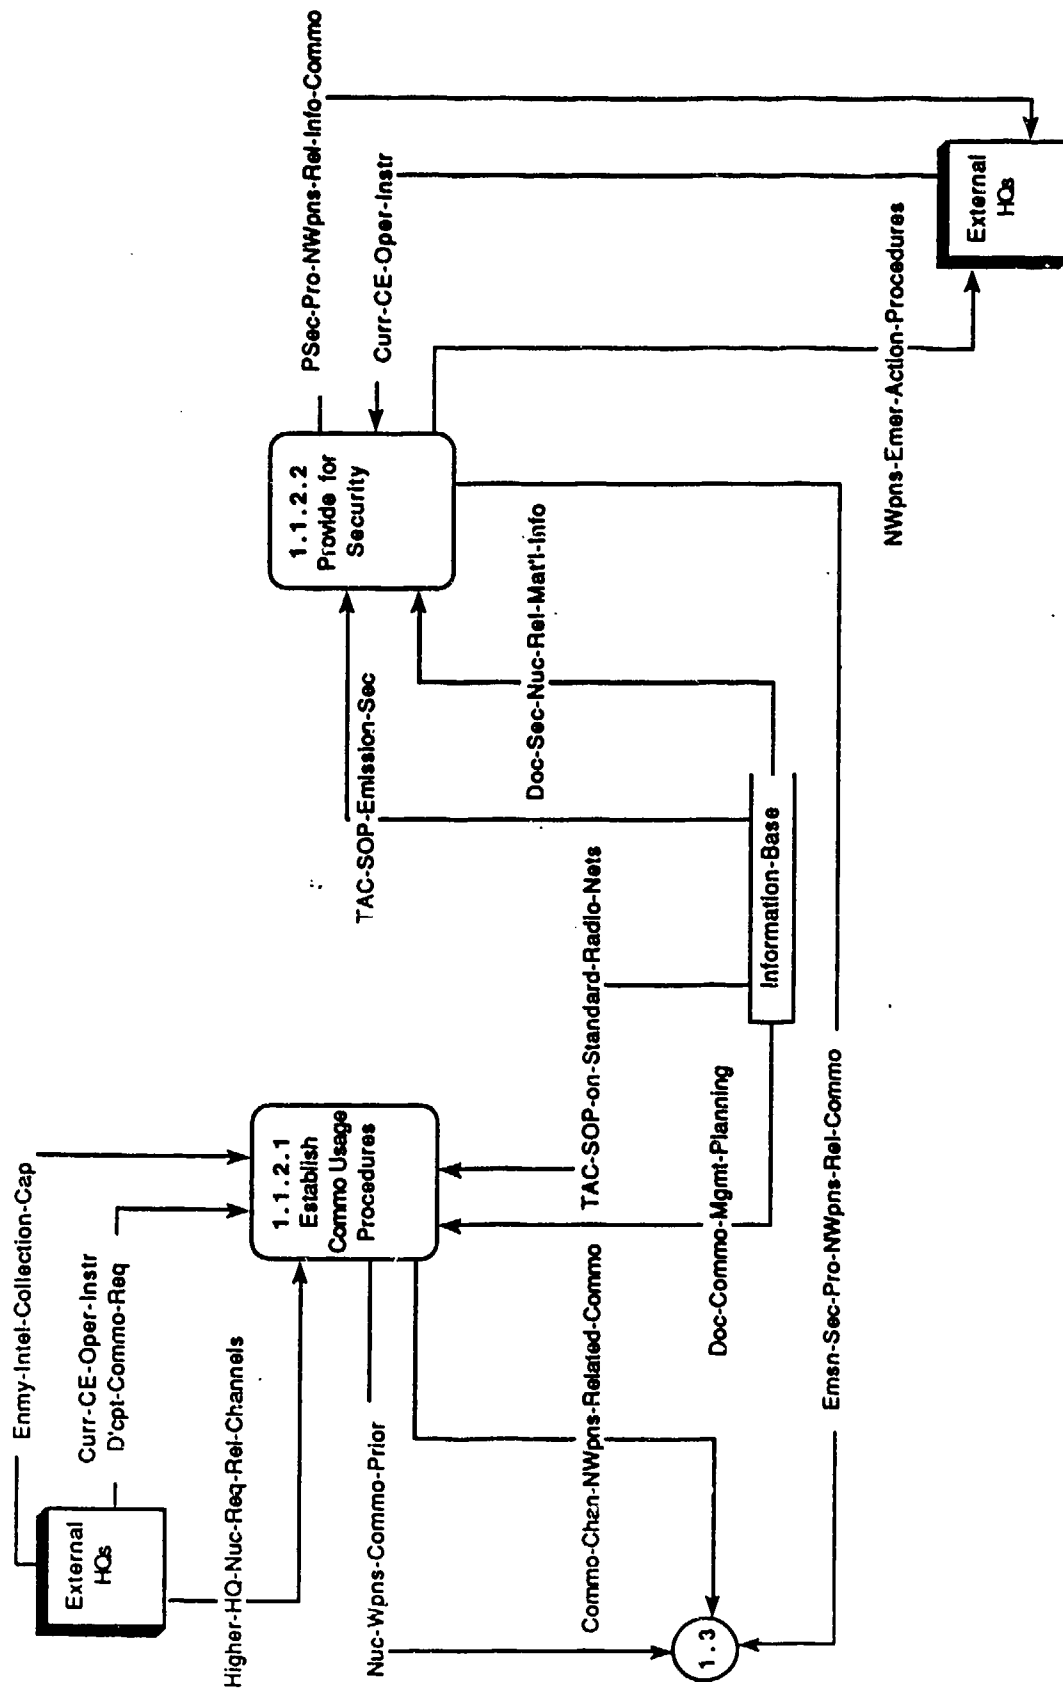 Enmy-Intel-Collection-Cap
External
HQs
Curr-CE-Oper-Instr
D'cpt-Commo-Req
Higher-HQ-Nuc-Req-Rel-Channels
1.1.2.1
Establish
Commo Usage
Procedures
Nuc-Wpns-Commo-Prior
Commo-Chan-NWpns-Related-Commo
TAC-SOP-on-Standard-Radio-Nets
Doc-Commo-Mgmt-Planning
1.3
Emsn-Sec-Pro-NWpns-Rel-Commo
Information-Base
TAC-SOP-Emission-Sec
Doc-Sec-Nuc-Rel-Mat'l-Info
1.1.2.2
Provide for
Security
PSec-Pro-NWpns-Rel-Info-Commo
Curr-CE-Oper-Instr
NWpns-Emer-Action-Procedures
External
HQs